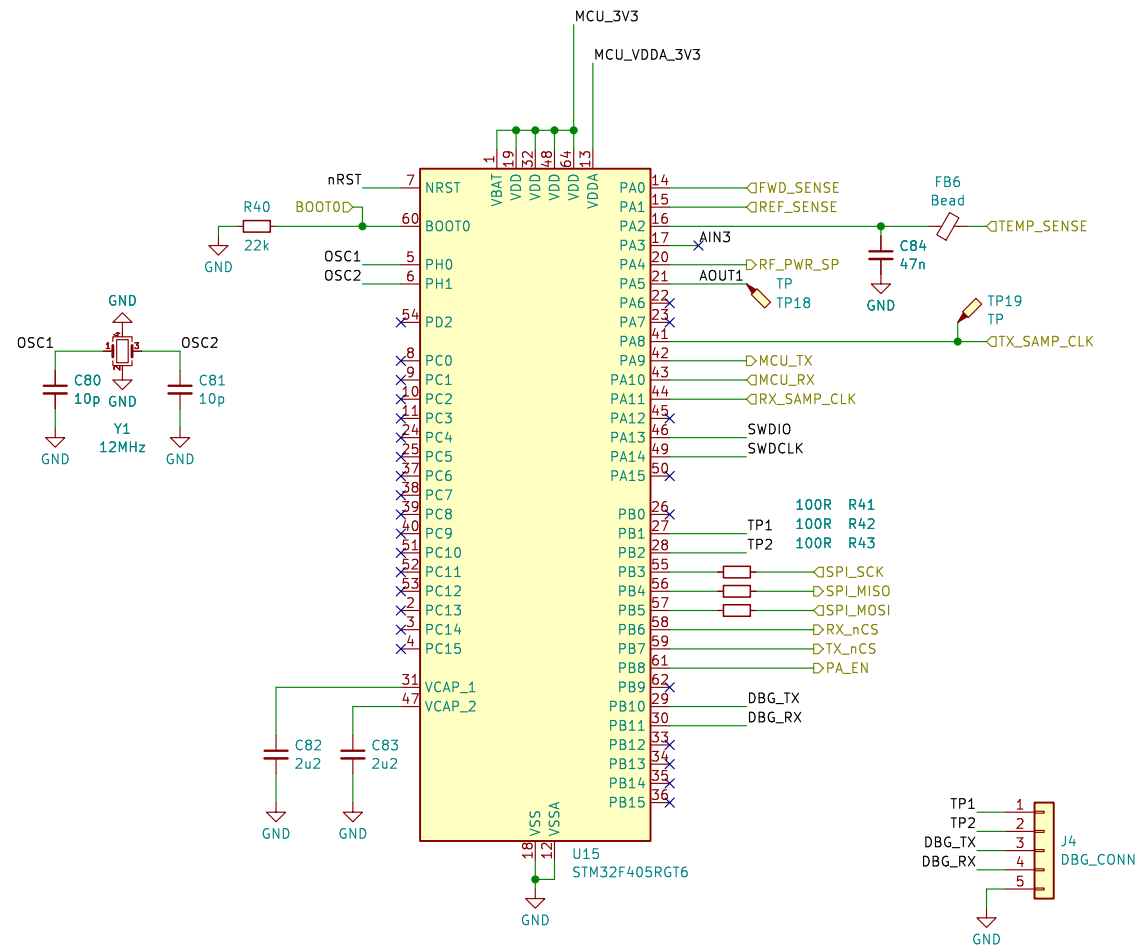 MCU_3V3
MCU_VDDA_3V3
1 19 32 48 64 13
VBAT VDD VDD VDD VDD VDDA
nRST 7 NRST
BOOT0 60 BOOT0
R40
22k
GND
OSC1 5 PH0
OSC2 6 PH1
54 PD2
8 PC0
9 PC1
10 PC2
11 PC3
24 PC4
25 PC5
37 PC6
38 PC7
39 PC8
40 PC9
51 PC10
52 PC11
53 PC12
2 PC13
3 PC14
4 PC15
31 VCAP_1
47 VCAP_2
PA0 14 FWD_SENSE
PA1 15 REF_SENSE
PA2 16 TEMP_SENSE
PA3 17 AIN3
PA4 20 RF_PWR_SP
PA5 21 AOUT1
PA6 22
PA7 23
PA8 41 TX_SAMP_CLK
PA9 42 MCU_TX
PA10 43 MCU_RX
PA11 44 RX_SAMP_CLK
PA12 45
PA13 46 SWDIO
PA14 49 SWDCLK
PA15 50
PB0 26
PB1 27 TP1
PB2 28 TP2
PB3 55 SPI_SCK
PB4 56 SPI_MISO
PB5 57 SPI_MOSI
PB6 58 RX_nCS
PB7 59 TX_nCS
PB8 61 PA_EN
PB9 62
PB10 29 DBG_TX
PB11 30 DBG_RX
PB12 33
PB13 34
PB14 35
PB15 36
FB6
Bead
C84
47n
GND
TP
TP18
TP19
TP
100R R41
100R R42
100R R43
GND
OSC1 1 4 3 2 OSC2
C80
10p
GND
C81
10p
Y1
12MHz
GND
GND
C82
2u2
GND
C83
2u2
GND
VSS VSSA
18 12
U15
STM32F405RGT6
GND
TP1 1
TP2 2
DBG_TX 3
DBG_RX 4
5
J4
DBG_CONN
GND